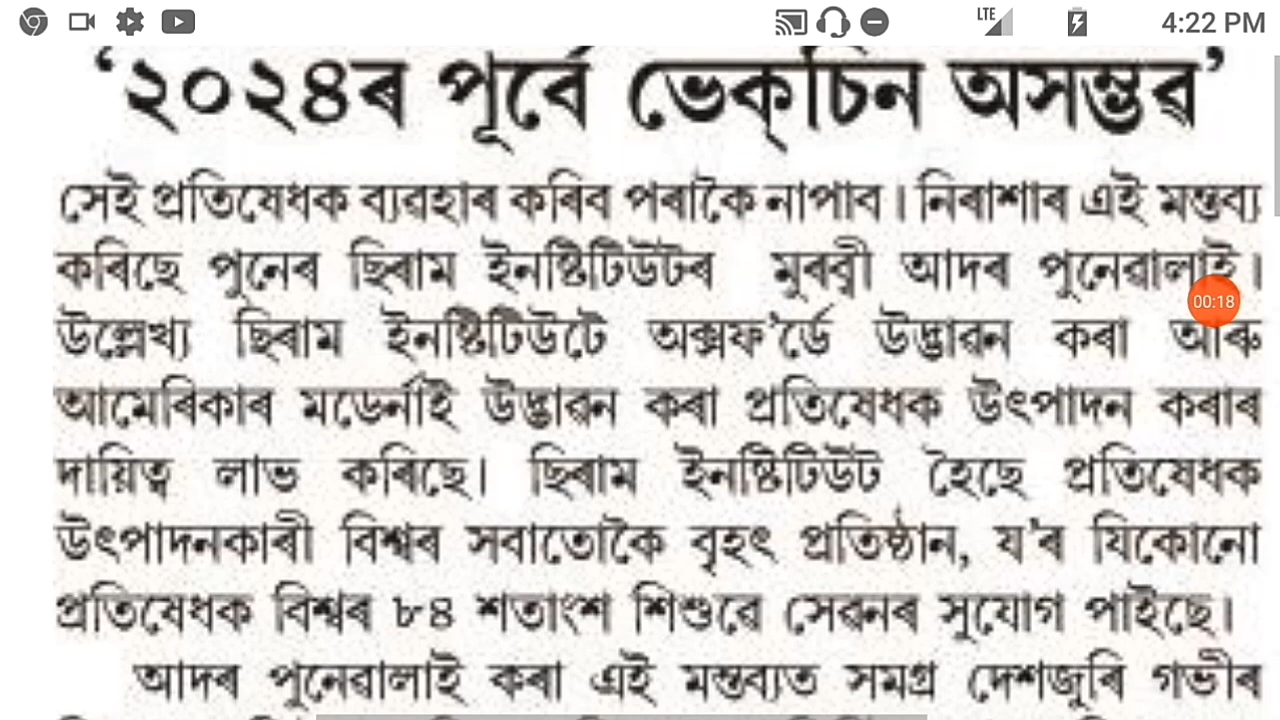 LTE
4:22 PM
‘২০২৪ৰ পূৰ্বে ভেক্‌চিন অসম্ভৱ’
সেই প্ৰতিষেধক ব্যৱহাৰ কৰিব পৰাকৈ নাপাব। নিৰাশাৰ এই মন্তব্য
কৰিছে পুনেৰ ছিৰাম ইনষ্টিটিউটৰ মুৰব্বী আদৰ পুনেৱালাই।
00:18
উল্লেখ্য ছিৰাম ইনষ্টিটিউটে অক্সফ’ৰ্ডে উদ্ভাৱন কৰা আৰু
আমেৰিকাৰ মডেৰ্নাই উদ্ভাৱন কৰা প্ৰতিষেধক উৎপাদন কৰাৰ
দায়িত্ব লাভ কৰিছে। ছিৰাম ইনষ্টিটিউট হৈছে প্ৰতিষেধক
উৎপাদনকাৰী বিশ্বৰ সবাতোকৈ বৃহৎ প্ৰতিষ্ঠান, য’ৰ যিকোনো
প্ৰতিষেধক বিশ্বৰ ৮৪ শতাংশ শিশুৱে সেৱনৰ সুযোগ পাইছে।
আদৰ পুনেৱালাই কৰা এই মন্তব্যত সমগ্ৰ দেশজুৰি গভীৰ